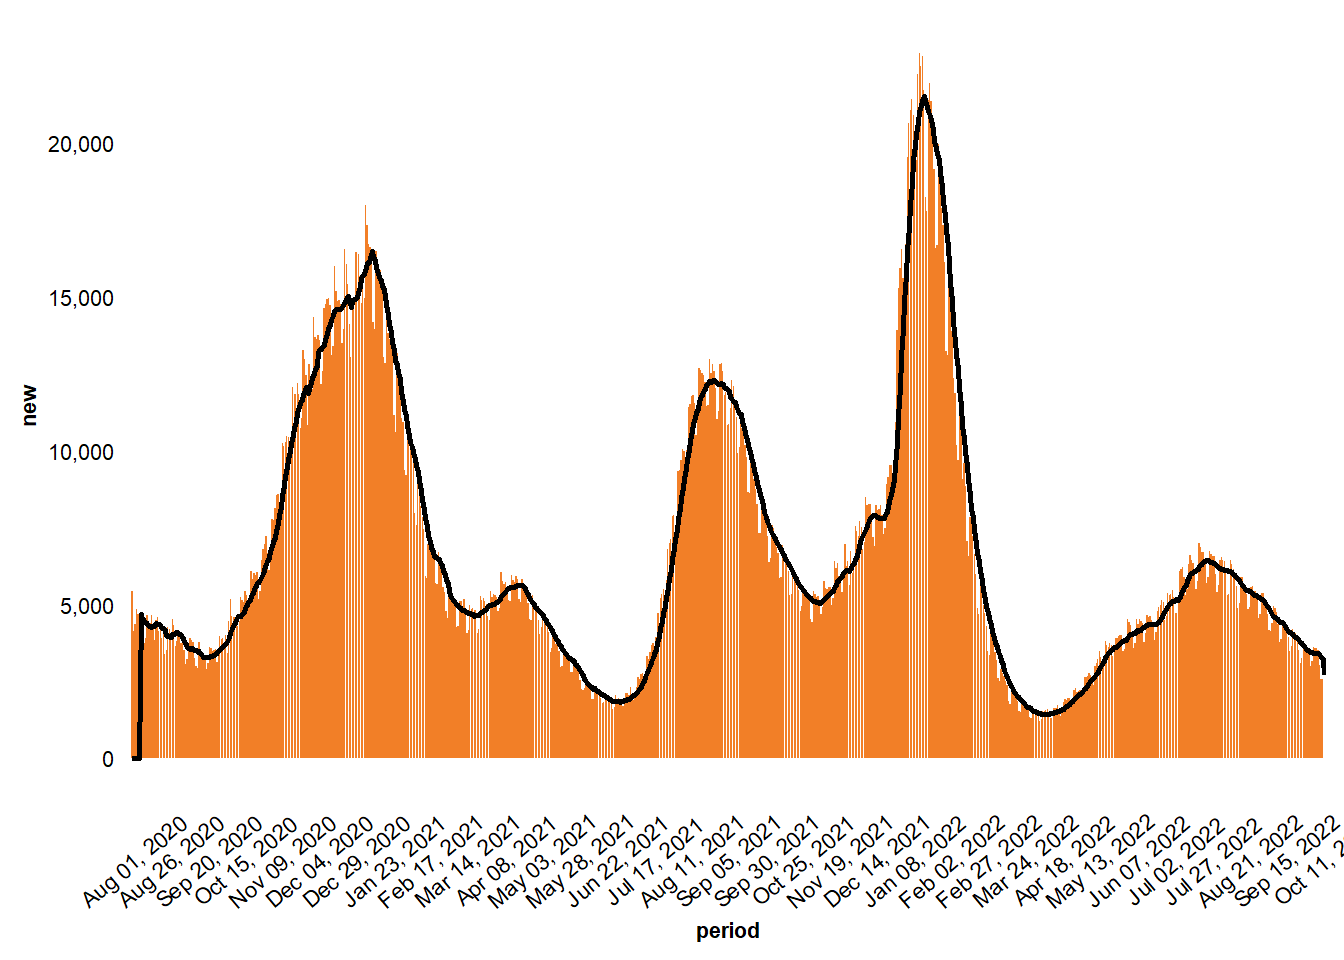 new
20,000
15,000
10,000
5,000
0
Aug 01, 2020
Aug 26, 2020
Sep 20, 2020
Oct 15, 2020
Nov 09, 2020
Dec 04, 2020
Dec 29, 2020
Jan 23, 2021
Feb 17, 2021
Mar 14, 2021
Apr 08, 2021
May 03, 2021
May 28, 2021
Jun 22, 2021
Jul 17, 2021
Aug 11, 2021
Sep 05, 2021
Sep 30, 2021
Oct 25, 2021
Nov 19, 2021
Dec 14, 2021
Jan 08, 2022
Feb 02, 2022
Feb 27, 2022
Mar 24, 2022
Apr 18, 2022
May 13, 2022
Jun 07, 2022
Jul 02, 2022
Jul 27, 2022
Aug 21, 2022
Sep 15, 2022
Oct 11,
period